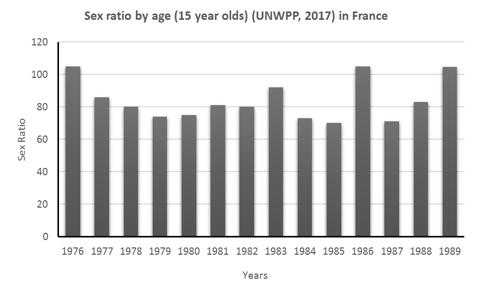 Sex ratio by age (15 year olds) (UNWPP, 2017) in France
120
100
80
60
40
20
0
Sex Ratio
1976 1977 1978 1979 1980 1981 1982 1983 1984 1985 1986 1987 1988 1989
Years